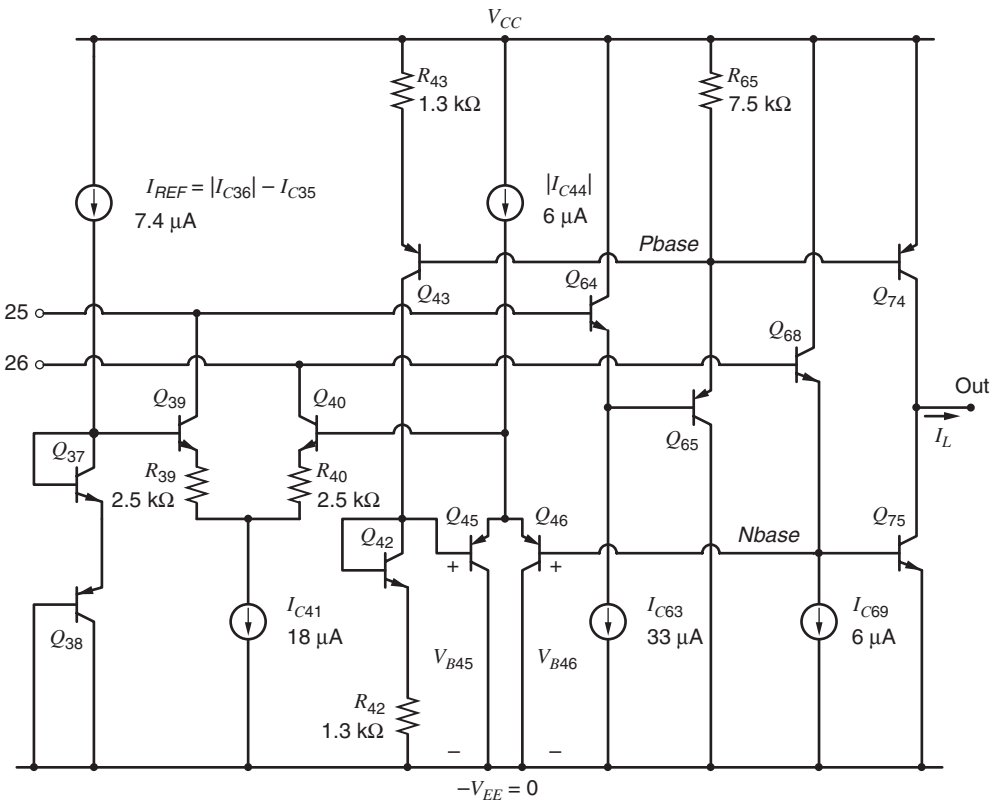 V_CC
R_43
1.3 kΩ
R_65
7.5 kΩ
I_REF = |I_C36| − I_C35
7.4 μA
|I_C44|
6 μA
Pbase
Q_43
Q_64
Q_74
25
26
Q_68
Out
I_L
Q_39
Q_40
Q_37
R_39
2.5 kΩ
R_40
2.5 kΩ
Q_65
Q_42
Q_45
Q_46
Nbase
Q_75
+
+
Q_38
I_C41
18 μA
I_C63
33 μA
I_C69
6 μA
V_B45
V_B46
R_42
1.3 kΩ
−
−
−V_EE = 0